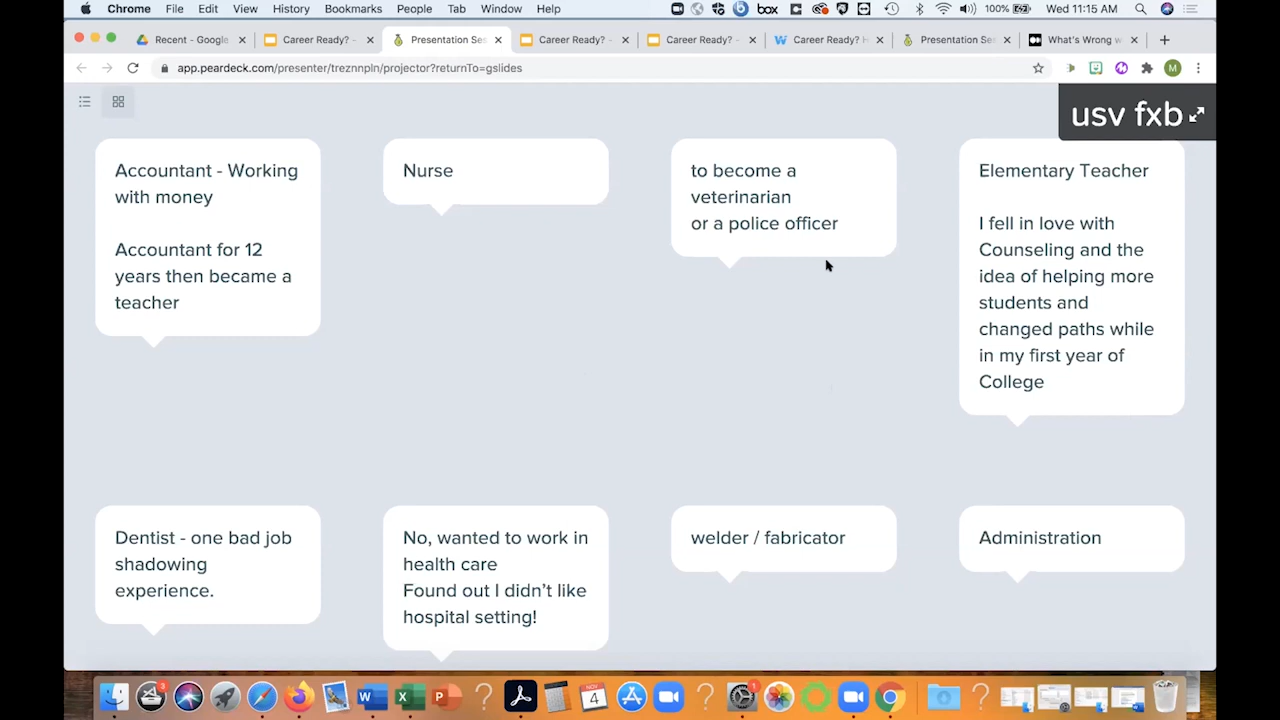 Chrome File Edit View History Bookmarks People Tab Window Help
box
100%
Wed 11:15 AM
Recent - Google
Career Ready? -
Presentation Ses
Career Ready? -
Career Ready? -
Career Ready? H
Presentation Ses
What's Wrong w
app.peardeck.com/presenter/treznnpln/projector?returnTo=gslides
M
usv fxb
Accountant - Working
with money
Accountant for 12
years then became a
teacher
Nurse
to become a
veterinarian
or a police officer
Elementary Teacher
I fell in love with
Counseling and the
idea of helping more
students and
changed paths while
in my first year of
College
Dentist - one bad job
shadowing
experience.
No, wanted to work in
health care
Found out I didn't like
hospital setting!
welder / fabricator
Administration